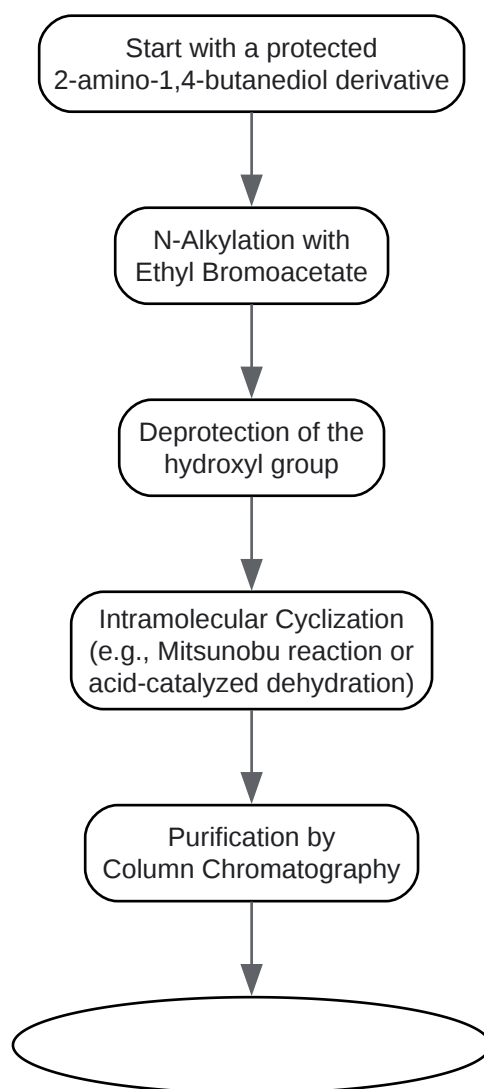 Start with a protected
2-amino-1,4-butanediol derivative
N-Alkylation with
Ethyl Bromoacetate
Deprotection of the
hydroxyl group
Intramolecular Cyclization
(e.g., Mitsunobu reaction or
acid-catalyzed dehydration)
Purification by
Column Chromatography